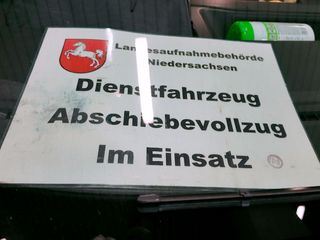 Landesaufnahmebehörde
Niedersachsen
Dienstfahrzeug
Abschiebevollzug
Im Einsatz